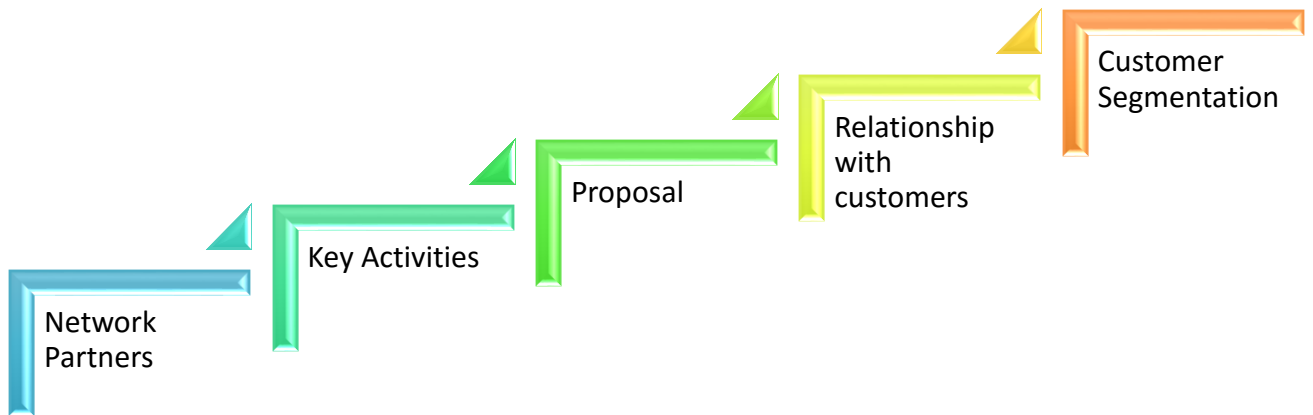 Network
Partners
Key Activities
Proposal
Relationship
with
customers
Customer
Segmentation